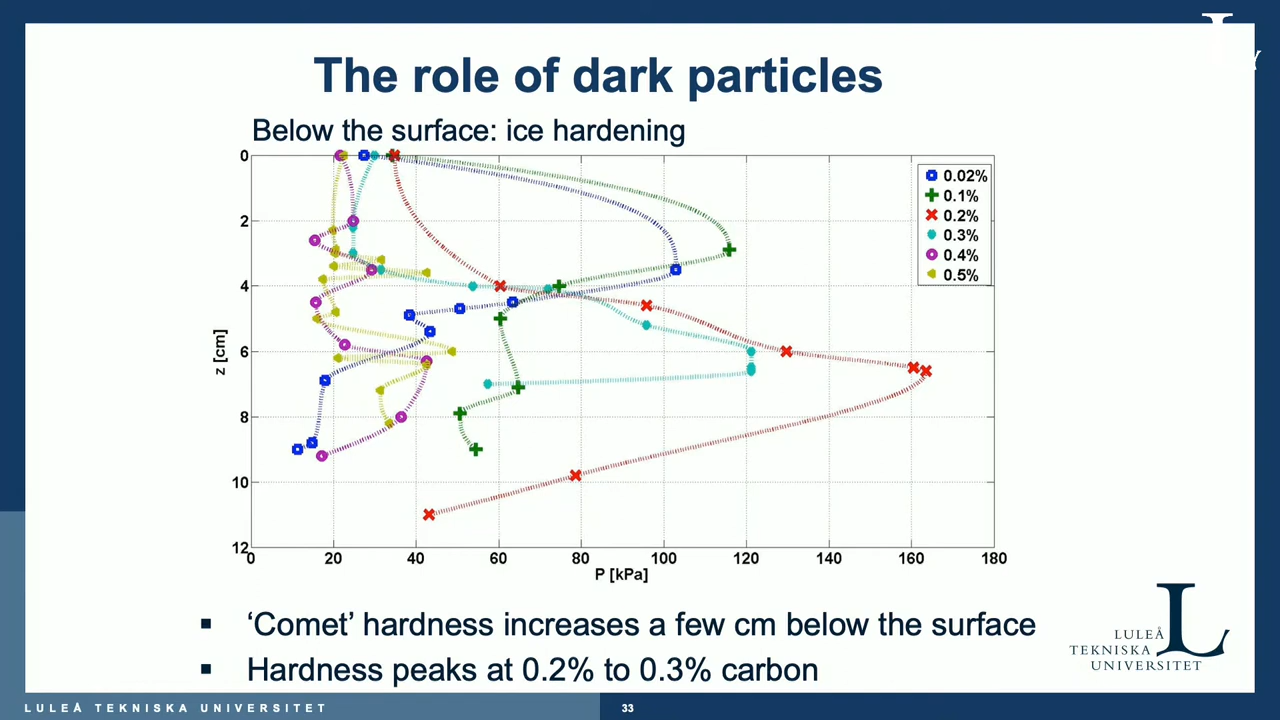 The role of dark particles
Below the surface: ice hardening
0
2
4
6
8
10
12
z [cm]
0.02%
0.1%
0.2%
0.3%
0.4%
0.5%
0 20 40 60 80 100 120 140 160 180
P [kPa]
▪ ‘Comet’ hardness increases a few cm below the surface
▪ Hardness peaks at 0.2% to 0.3% carbon
LULEÅ
TEKNISKA
UNIVERSITET
L
LULEÅ TEKNISKA UNIVERSITET
33